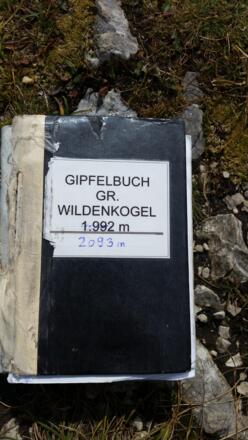 GIPFELBUCH
GR.
WILDENKOGEL
1.992 m
2093 m